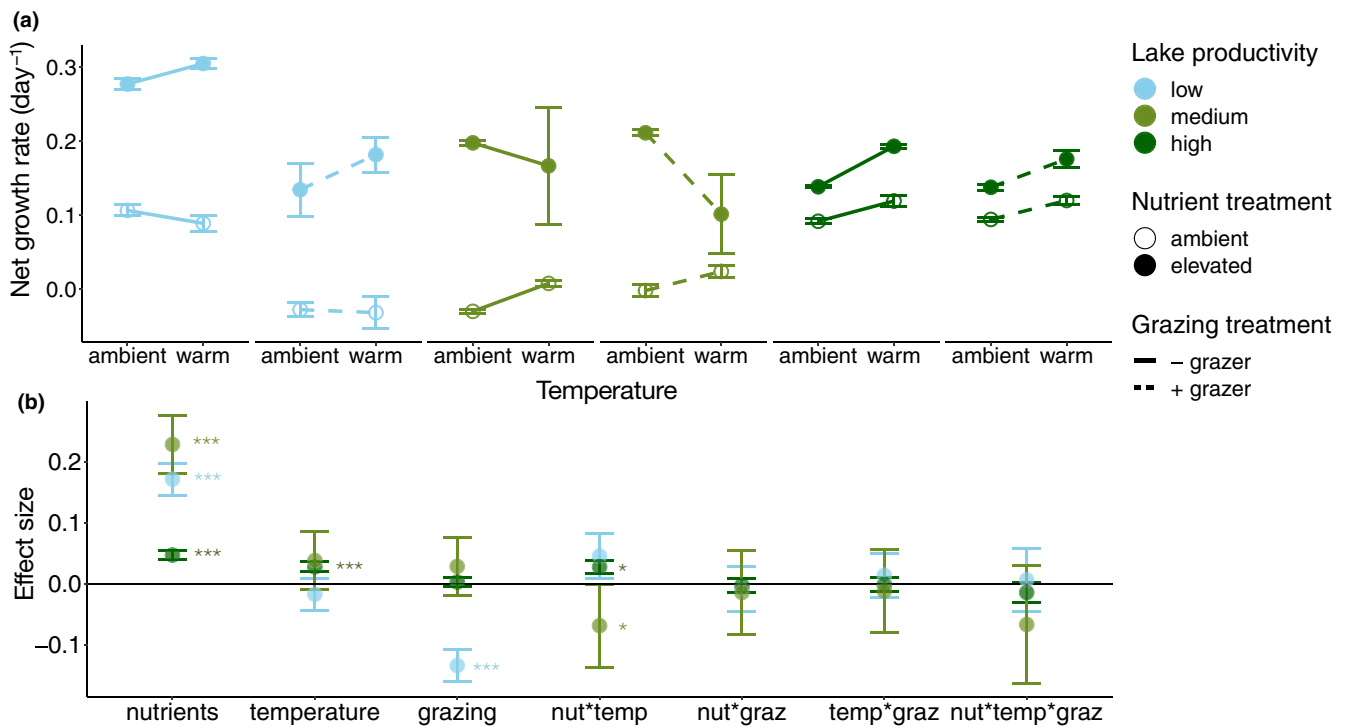 (a)
Net growth rate (day−1)
0.3
0.2
0.1
0.0
ambient warm ambient warm ambient warm ambient warm ambient warm ambient warm
Temperature
Lake productivity
low
medium
high
Nutrient treatment
ambient
elevated
Grazing treatment
− grazer
+ grazer
(b)
Effect size
0.2
0.1
0.0
−0.1
***
***
***
***
***
*
*
nutrients temperature grazing nut*temp nut*graz temp*graz nut*temp*graz